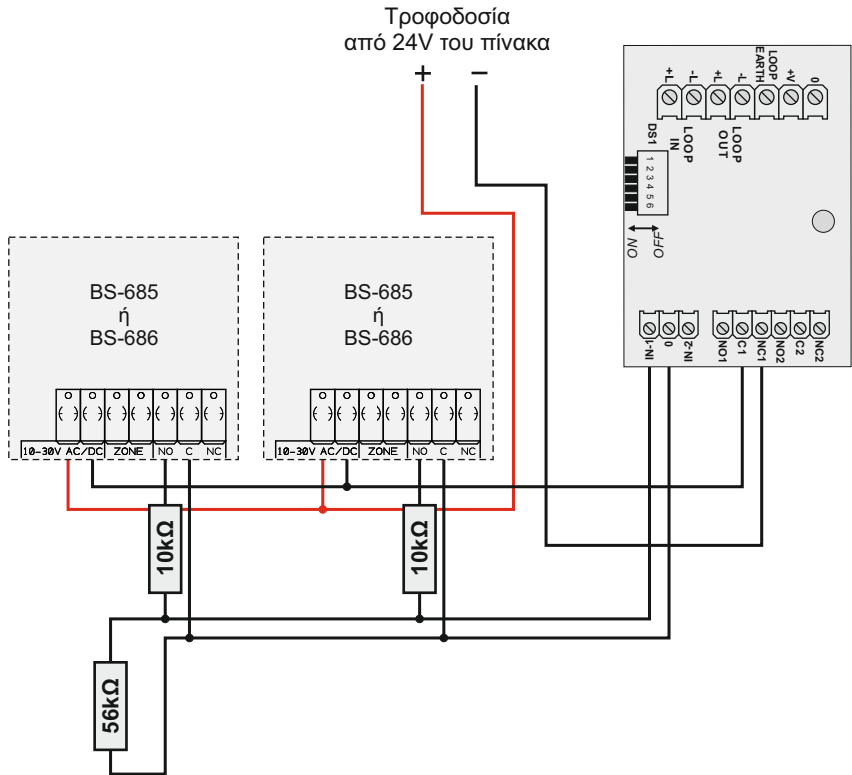 Τροφοδοσία
από 24V του πίνακα
+ −
+L -L +L -L LOOP EARTH +V 0
LOOP IN
LOOP OUT
DS1
1 2 3 4 5 6
ON OFF
BS-685
ή
BS-686
BS-685
ή
BS-686
1-IN 0 2-IN NO1 C1 NC1 NO2 C2 NC2
10-30V AC/DC ZONE NO C NC
10-30V AC/DC ZONE NO C NC
10kΩ
10kΩ
56kΩ